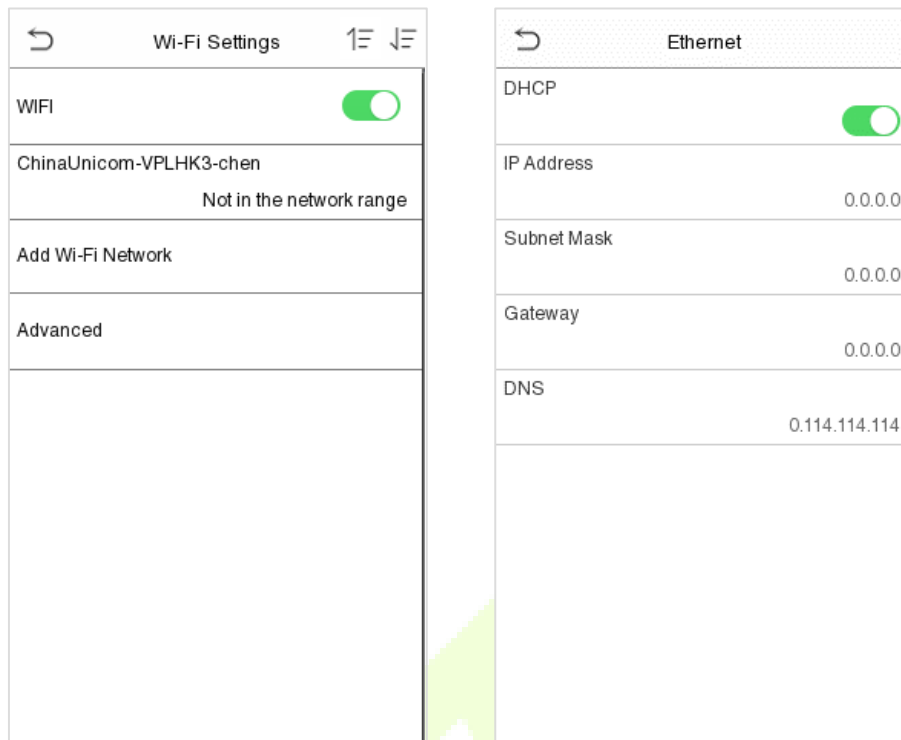 Wi-Fi Settings
WIFI
ChinaUnicom-VPLHK3-chen
Not in the network range
Add Wi-Fi Network
Advanced
Ethernet
DHCP
IP Address
0.0.0.0
Subnet Mask
0.0.0.0
Gateway
0.0.0.0
DNS
0.114.114.114